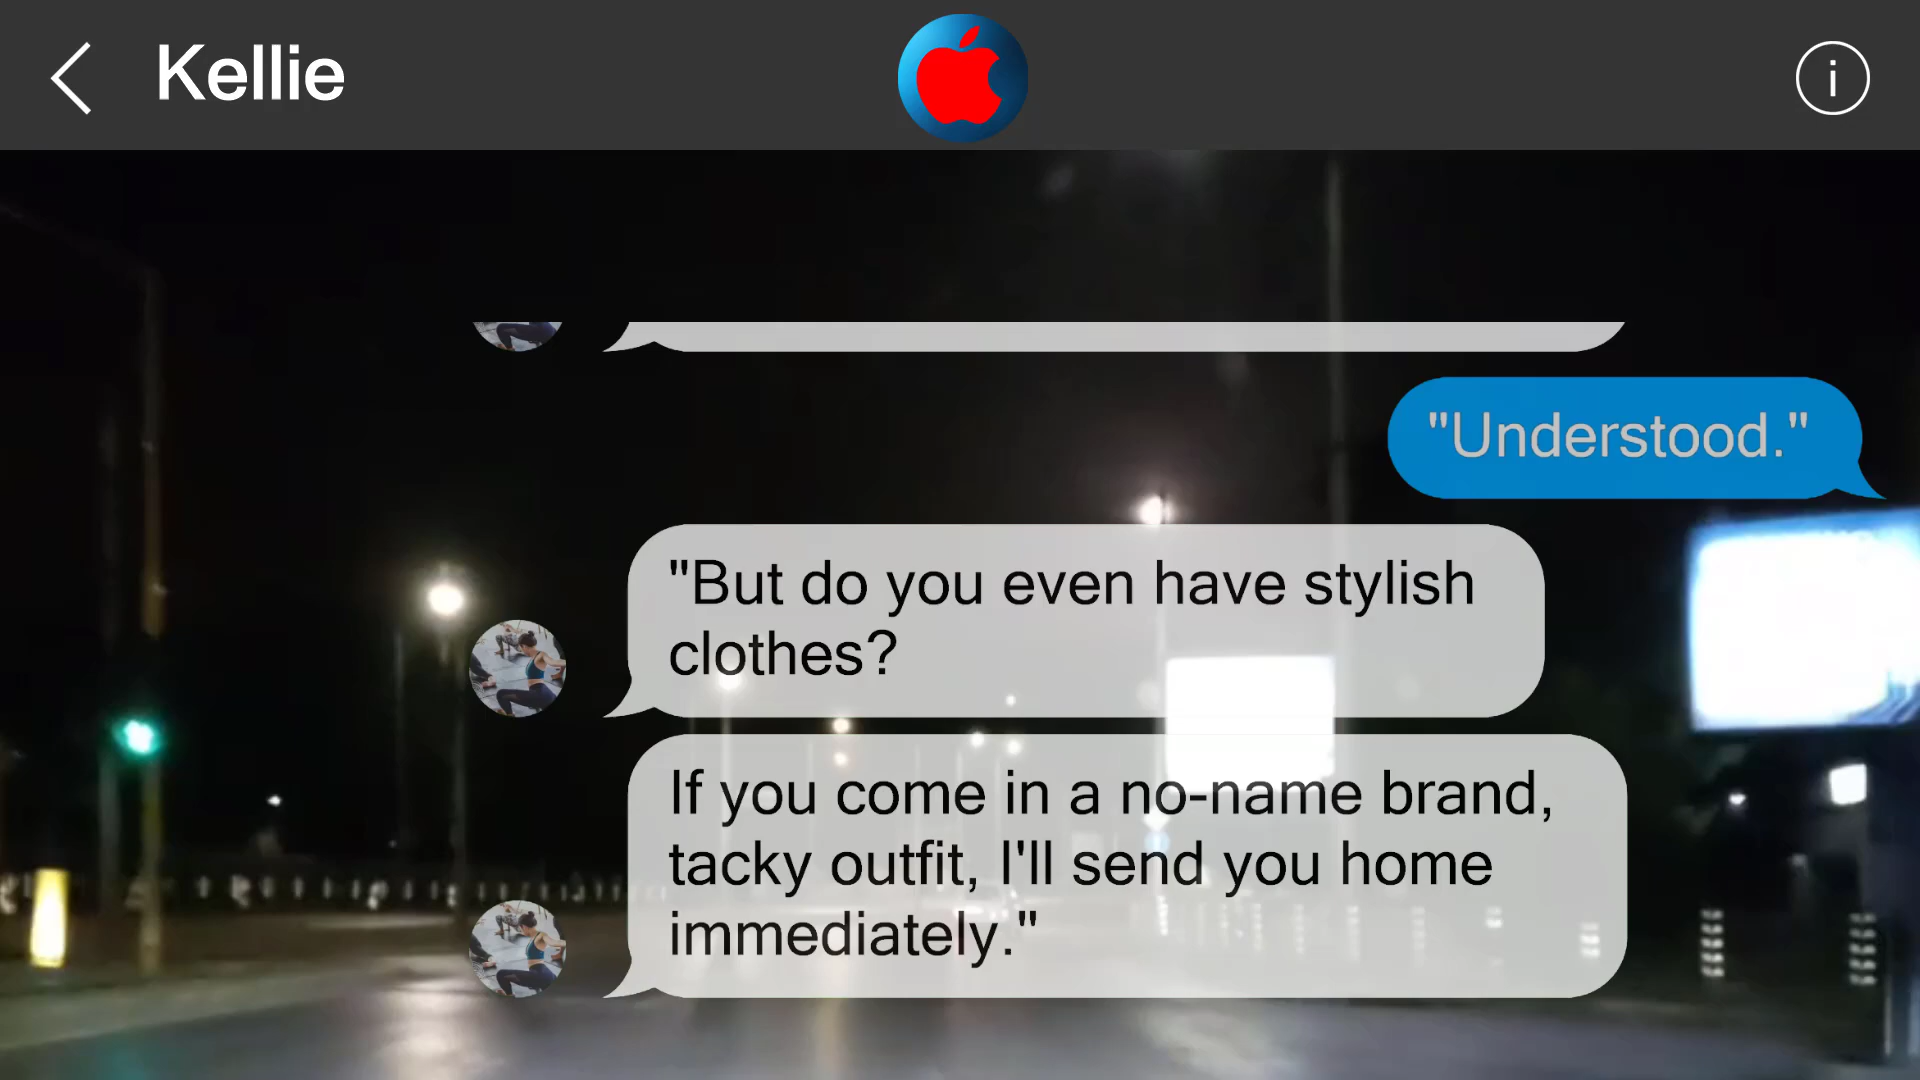 Kellie
i
"Understood."
"But do you even have stylish
clothes?
If you come in a no-name brand,
tacky outfit, I'll send you home
immediately."